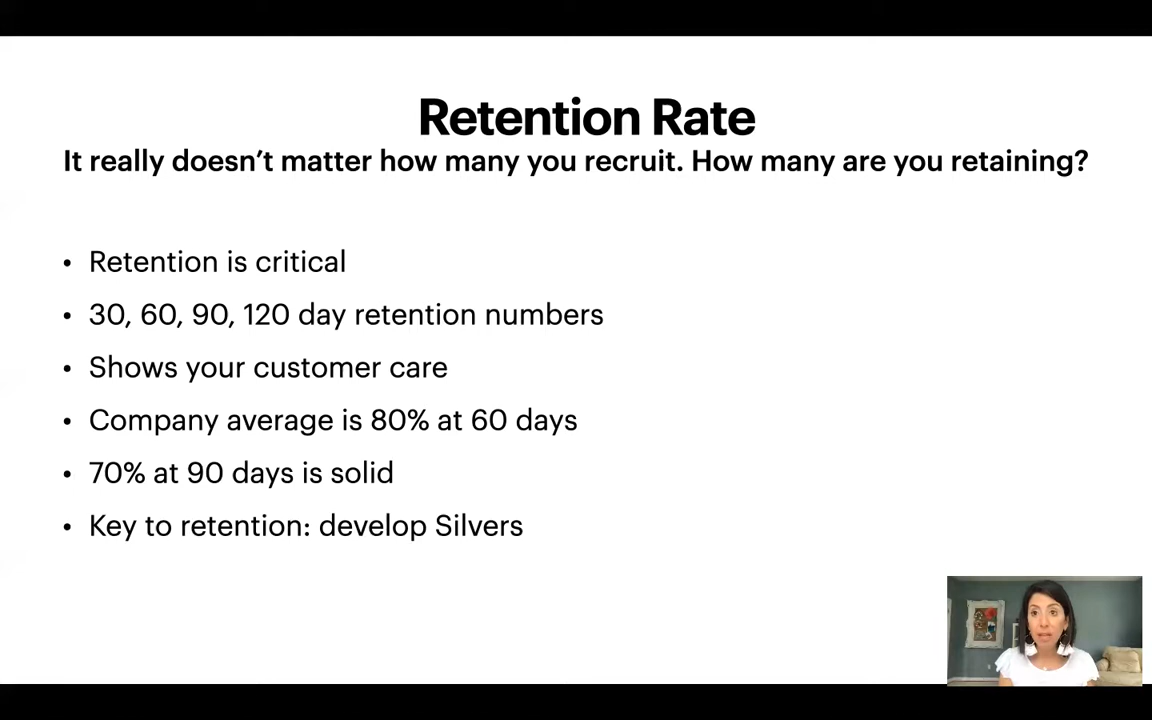 Retention Rate
It really doesn’t matter how many you recruit. How many are you retaining?
• Retention is critical
• 30, 60, 90, 120 day retention numbers
• Shows your customer care
• Company average is 80% at 60 days
• 70% at 90 days is solid
• Key to retention: develop Silvers